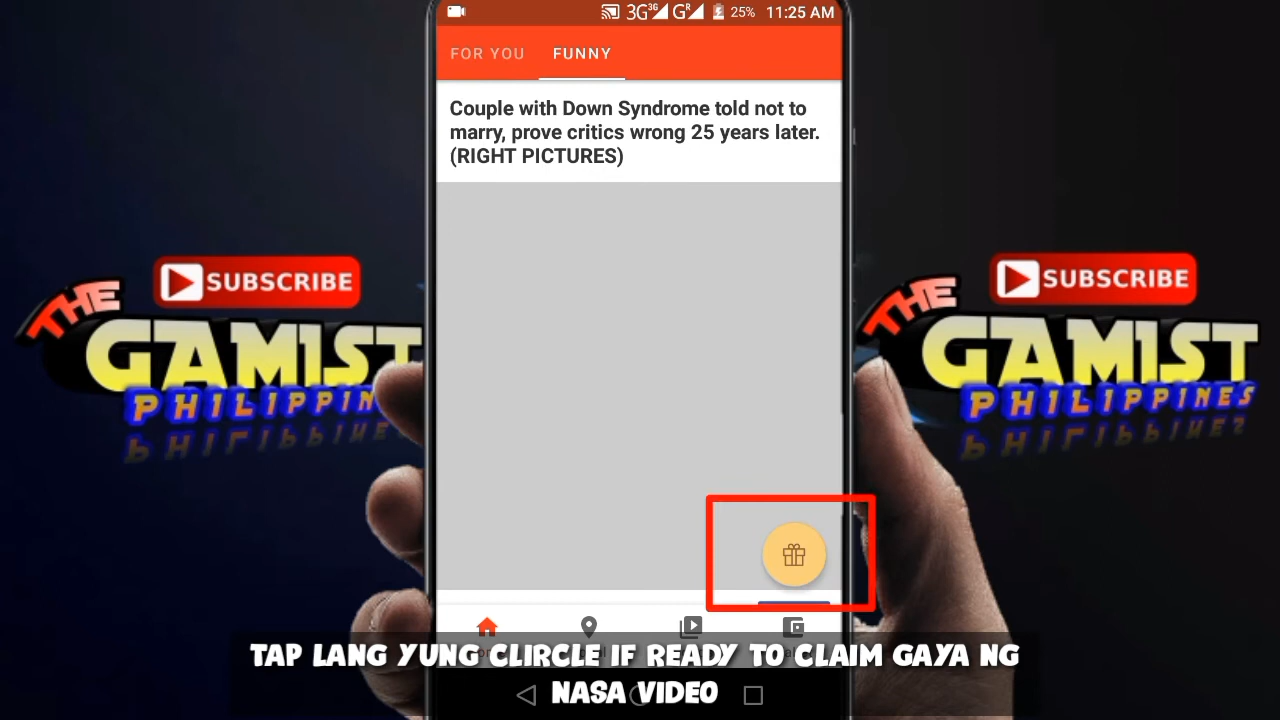 3G 3G G R 25% 11:25 AM
FOR YOU FUNNY
Couple with Down Syndrome told not to
marry, prove critics wrong 25 years later.
(RIGHT PICTURES)
SUBSCRIBE
THE
GAMIST
PHILIPPIN
SUBSCRIBE
THE
GAMIST
PHILIPPINES
TAP LANG YUNG CLIRCLE IF READY TO CLAIM GAYA NG
NASA VIDEO